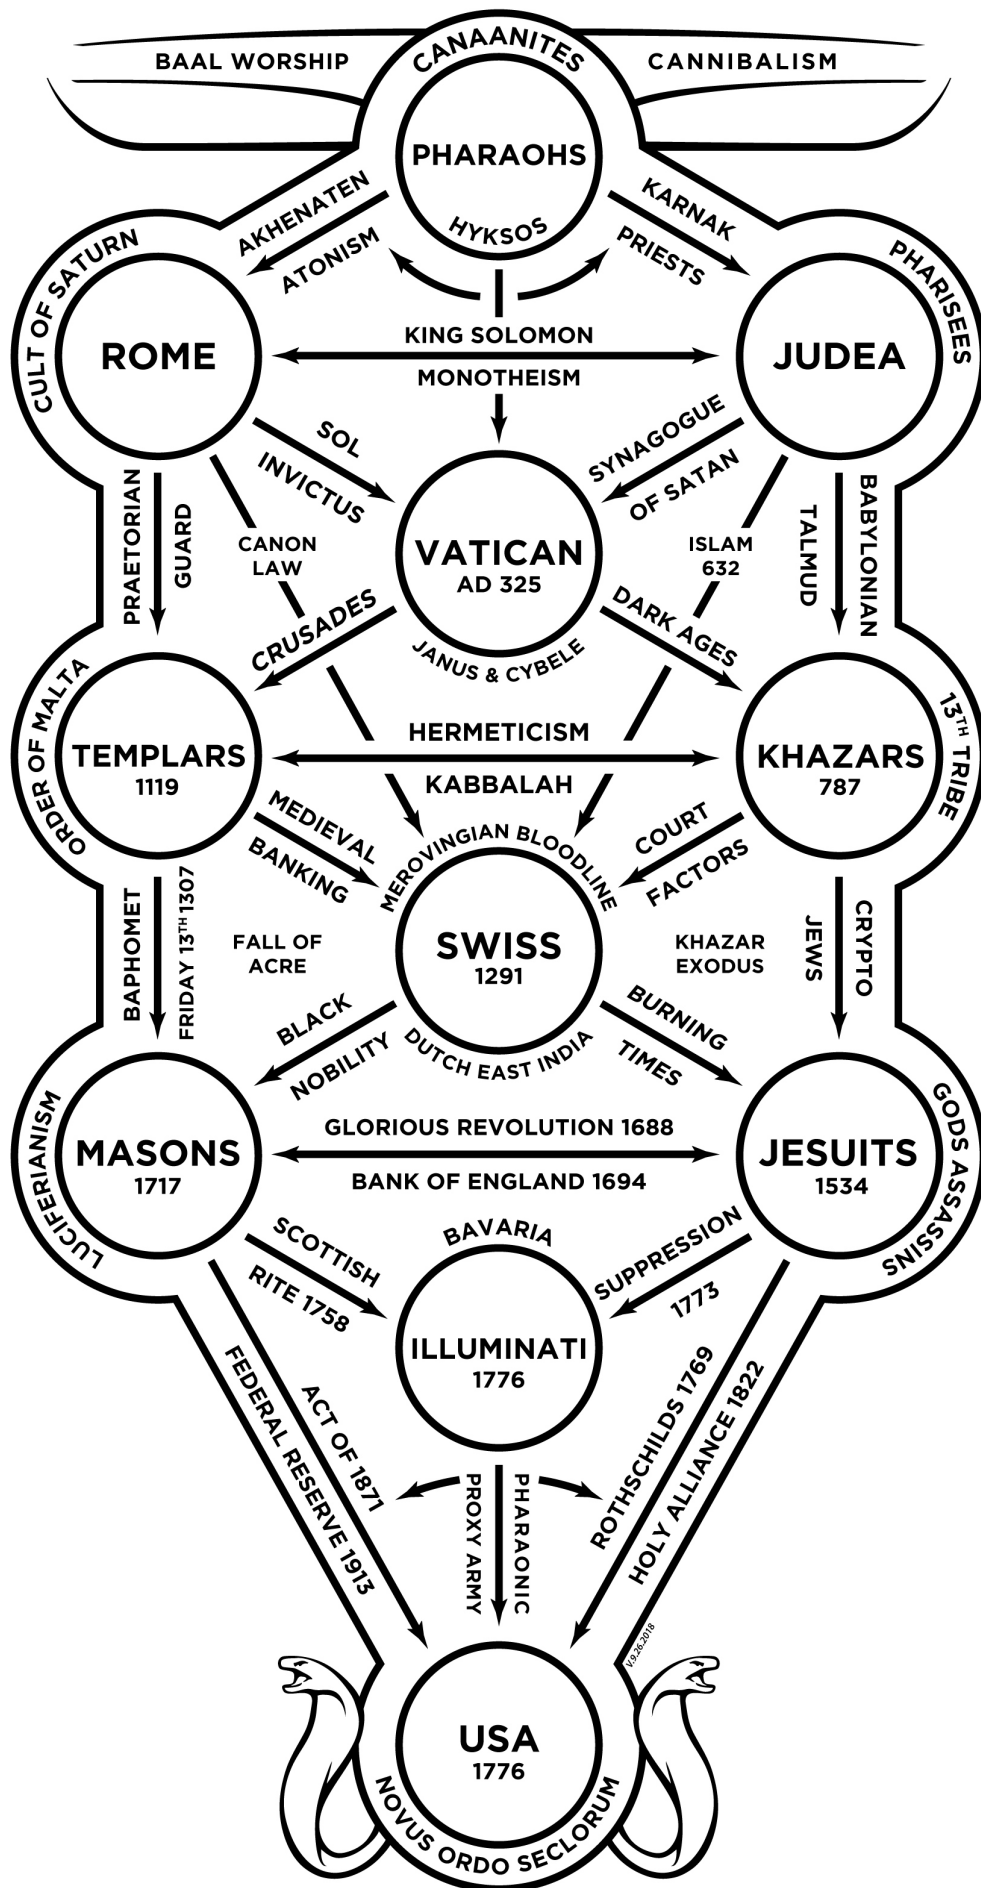 CANAANITES
BAAL WORSHIP
CANNIBALISM
PHARAOHS
HYKSOS
AKHENATEN
ATONISM
KARNAK
PRIESTS
CULT OF SATURN
PHARISEES
ROME
KING SOLOMON
MONOTHEISM
JUDEA
SOL
INVICTUS
SYNAGOGUE
OF SATAN
PRAETORIAN
GUARD
CANON
LAW
VATICAN
AD 325
JANUS & CYBELE
ISLAM
632
TALMUD
BABYLONIAN
CRUSADES
DARK AGES
ORDER OF MALTA
TEMPLARS
1119
HERMETICISM
KABBALAH
KHAZARS
787
13TH TRIBE
MEDIEVAL
BANKING
MEROVINGIAN BLOODLINE
COURT
FACTORS
BAPHOMET
FRIDAY 13TH 1307
FALL OF
ACRE
SWISS
1291
DUTCH EAST INDIA
KHAZAR
EXODUS
JEWS
CRYPTO
BLACK
NOBILITY
BURNING
TIMES
LUCIFERIANISM
MASONS
1717
GLORIOUS REVOLUTION 1688
BANK OF ENGLAND 1694
JESUITS
1534
GODS ASSASSINS
SCOTTISH
RITE 1758
BAVARIA
SUPPRESSION
1773
ILLUMINATI
1776
FEDERAL RESERVE 1913
ACT OF 1871
PROXY ARMY
PHARAONIC
ROTHSCHILDS 1769
HOLY ALLIANCE 1822
V.9.26.2018
USA
1776
NOVUS ORDO SECLORUM